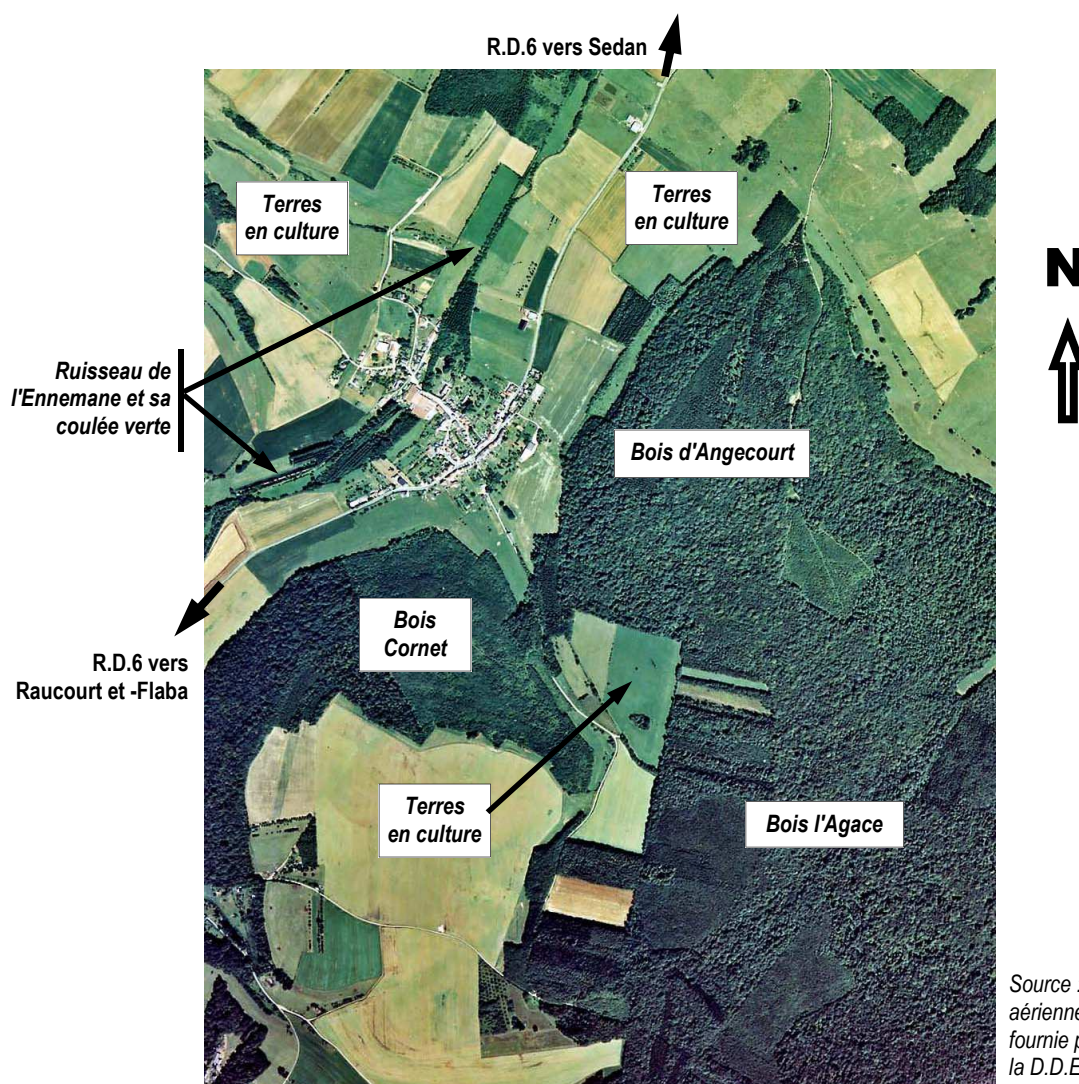 R.D.6 vers Sedan
Terres
en culture
Terres
en culture
N
Ruisseau de
l'Ennemane et sa
coulée verte
Bois d'Angecourt
Bois
Cornet
R.D.6 vers
Raucourt et -Flaba
Terres
en culture
Bois l'Agace
Source
aérienne
fournie
la D.D.E